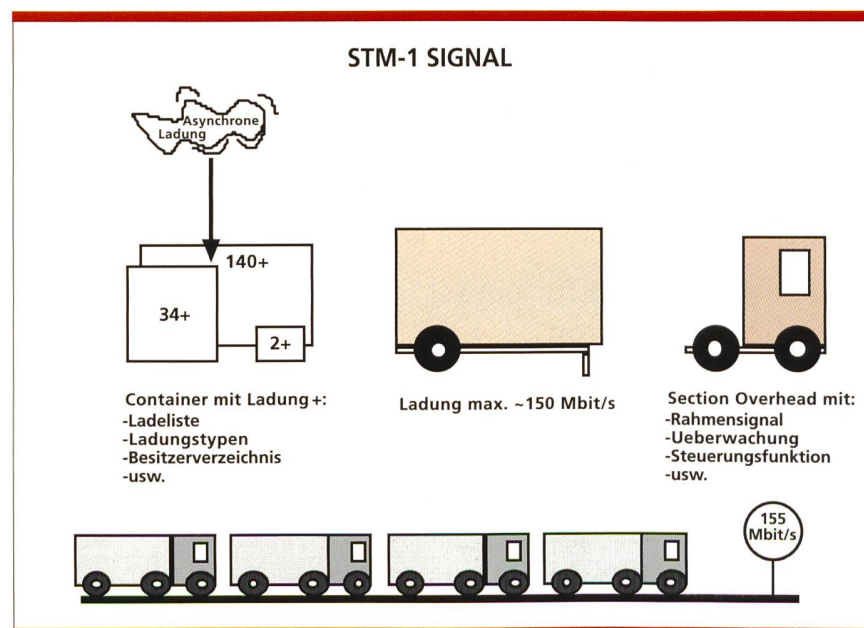 STM-1 SIGNAL
Asynchrone
Ladung
140+
34+
2+
Container mit Ladung+:
-Ladeliste
-Ladungstypen
-Besitzerverzeichnis
-usw.
Ladung max. ~150 Mbit/s
Section Overhead mit:
-Rahmensignal
-Ueberwachung
-Steuerungsfunktion
-usw.
155
Mbit/s